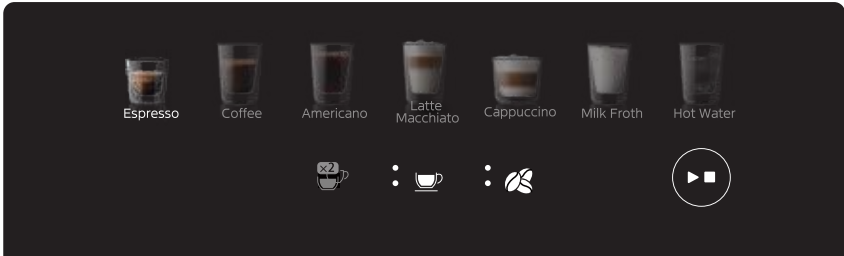 Espresso
Coffee
Americano
Latte
Macchiato
Cappuccino
Milk Froth
Hot Water
x2